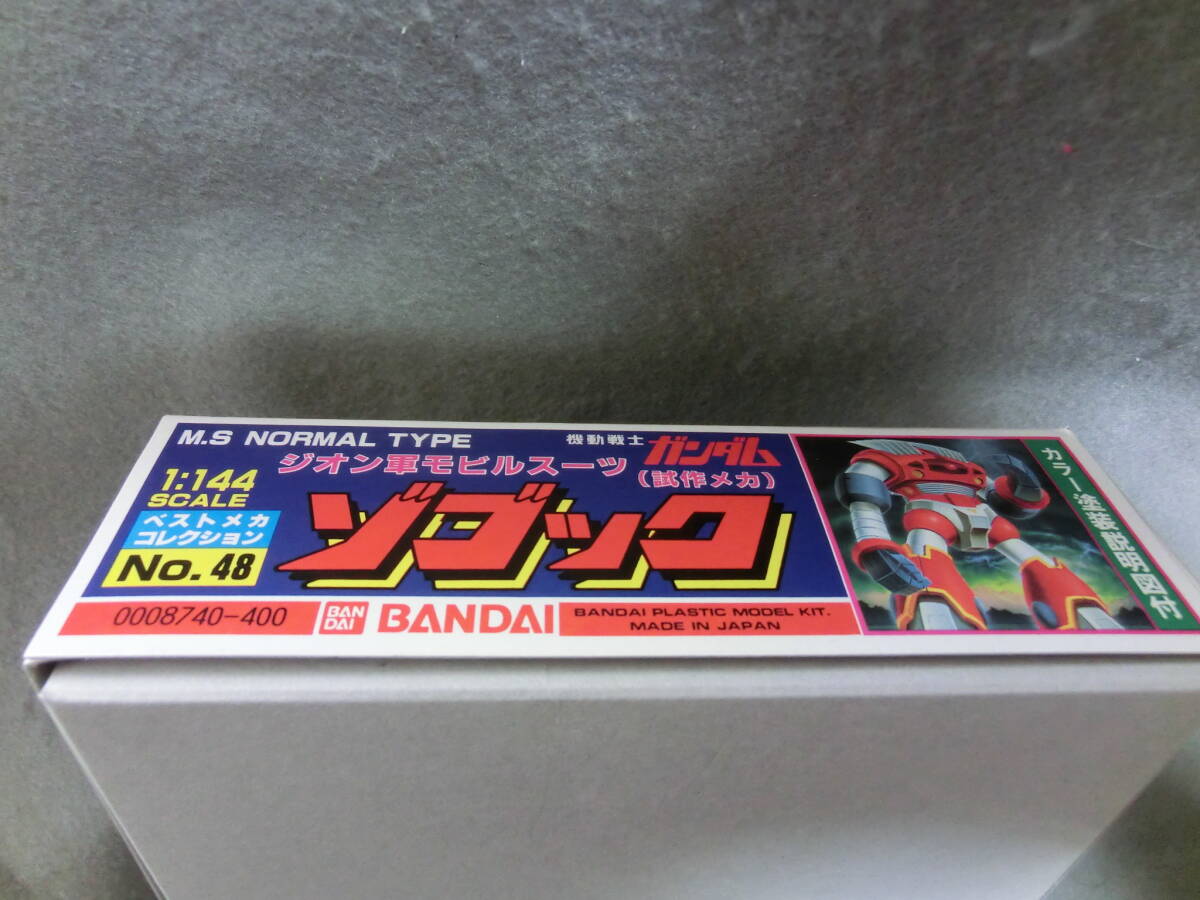 M.S NORMAL TYPE
機動戦士 ガンダム
ジオン軍モビルスーツ (試作メカ)
1:144
SCALE
ベストメカ
コレクション
No. 48
ゾゴック
0008740-400
BAN
DAI
BANDAI
BANDAI PLASTIC MODEL KIT.
MADE IN JAPAN
カラー塗装説明図付